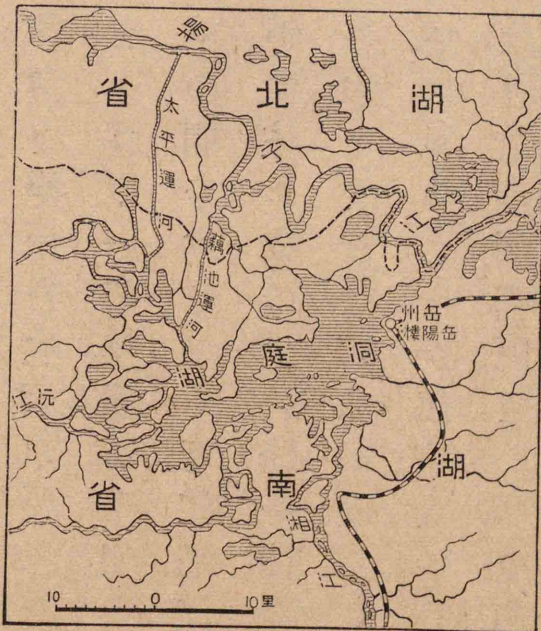 湖北省
揚子江
太平運河
藕池運河
岳州
岳陽樓
洞庭湖
沅江
湖南省
湘江
10 0 10里